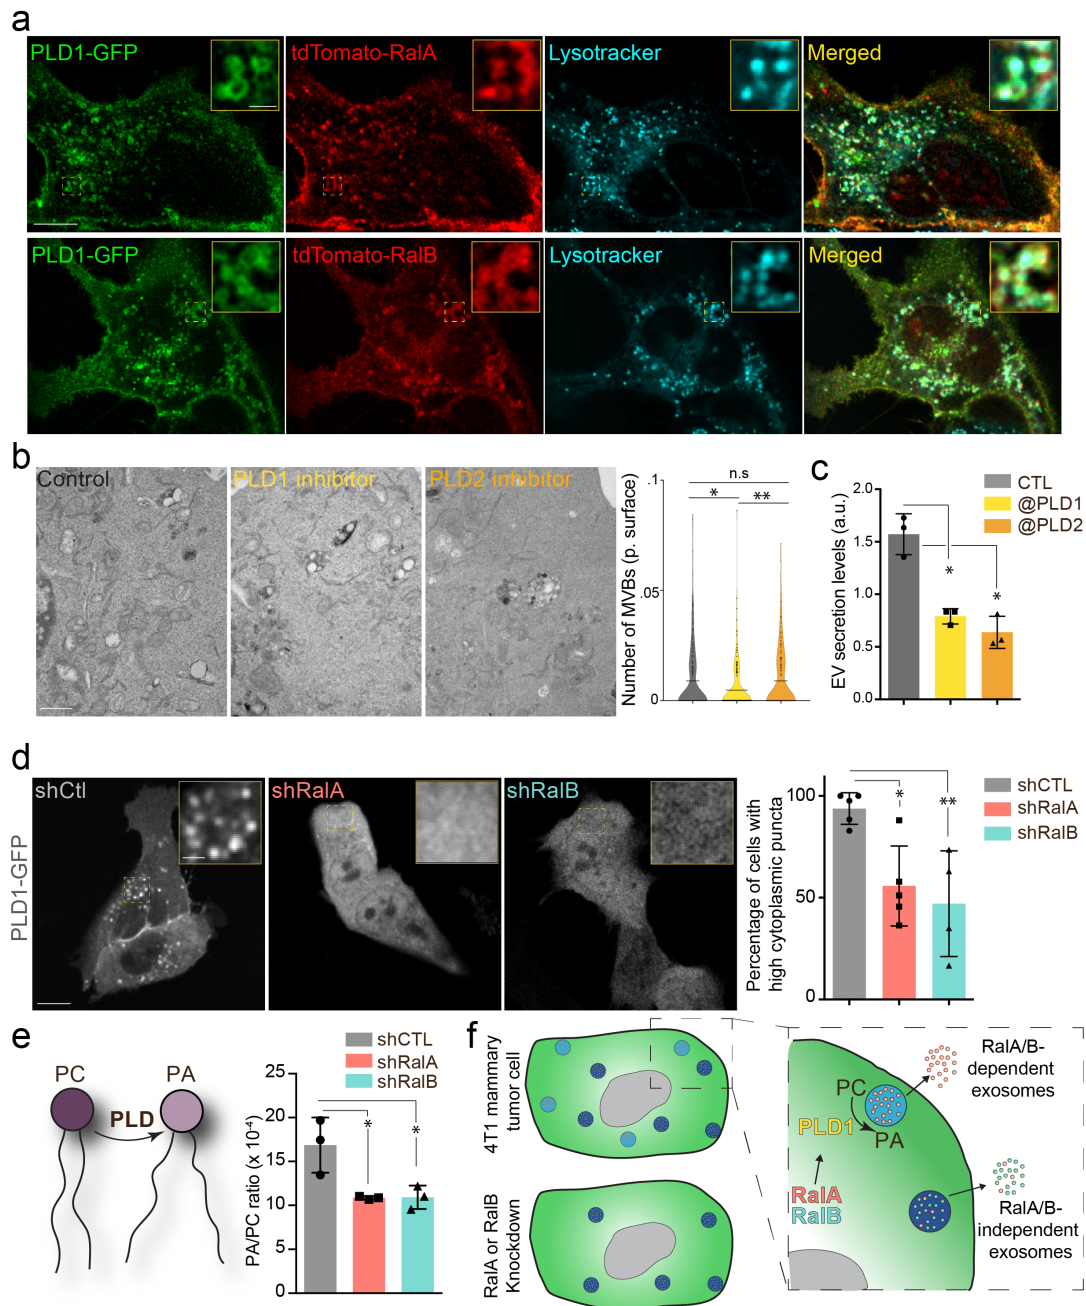 a
PLD1-GFP
tdTomato-RalA
Lysotracker
Merged
PLD1-GFP
tdTomato-RalB
Lysotracker
Merged
b
Control
PLD1 inhibitor
PLD2 inhibitor
Number of MVBs (p. surface)
.1
.05
0
n.s
*
**
c
CTL
@PLD1
@PLD2
EV secretion levels (a.u.)
2.0
1.5
1.0
0.5
0.0
*
*
d
PLD1-GFP
shCtl
shRalA
shRalB
Percentage of cells with
high cytoplasmic puncta
100
50
0
*
**
shCTL
shRalA
shRalB
e
PC
PA
PLD
shCTL
shRalA
shRalB
PA/PC ratio (x 10⁻⁴)
25
20
15
10
5
0
*
*
f
4T1 mammary
tumor cell
RalA or RalB
Knockdown
PC
PLD1
PA
RalA
RalB
RalA/B-
dependent
exosomes
RalA/B-
independent
exosomes